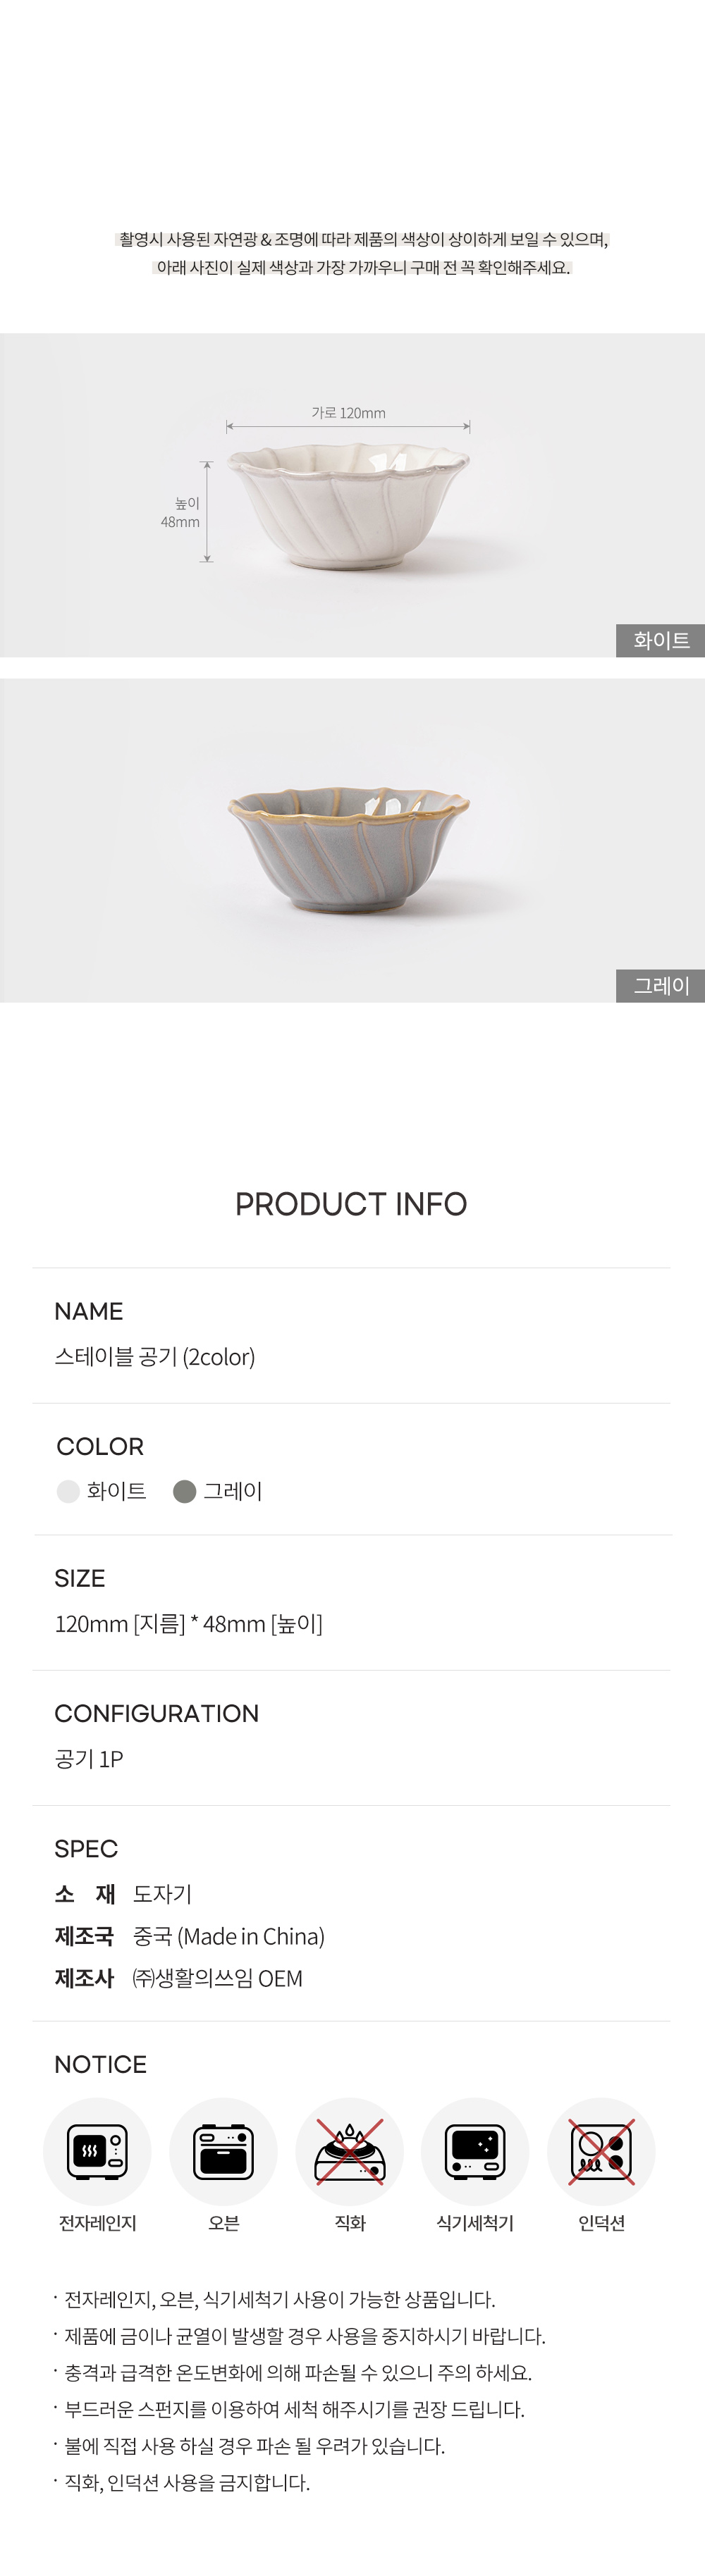 촬영시 사용된 자연광 & 조명에 따라 제품의 색상이 상이하게 보일 수 있으며,
아래 사진이 실제 색상과 가장 가까우니 구매 전 꼭 확인해주세요.
가로 120mm
높이
48mm
화이트
그레이
PRODUCT INFO
NAME
스테이블 공기 (2color)
COLOR
화이트 그레이
SIZE
120mm [지름] * 48mm [높이]
CONFIGURATION
공기 1P
SPEC
소 재 도자기
제조국 중국 (Made in China)
제조사 ㈜생활의쓰임 OEM
NOTICE
전자레인지 오븐 직화 식기세척기 인덕션
· 전자레인지, 오븐, 식기세척기 사용이 가능한 상품입니다.
· 제품에 금이나 균열이 발생할 경우 사용을 중지하시기 바랍니다.
· 충격과 급격한 온도변화에 의해 파손될 수 있으니 주의 하세요.
· 부드러운 스펀지를 이용하여 세척 해주시기를 권장 드립니다.
· 불에 직접 사용 하실 경우 파손 될 우려가 있습니다.
· 직화, 인덕션 사용을 금지합니다.